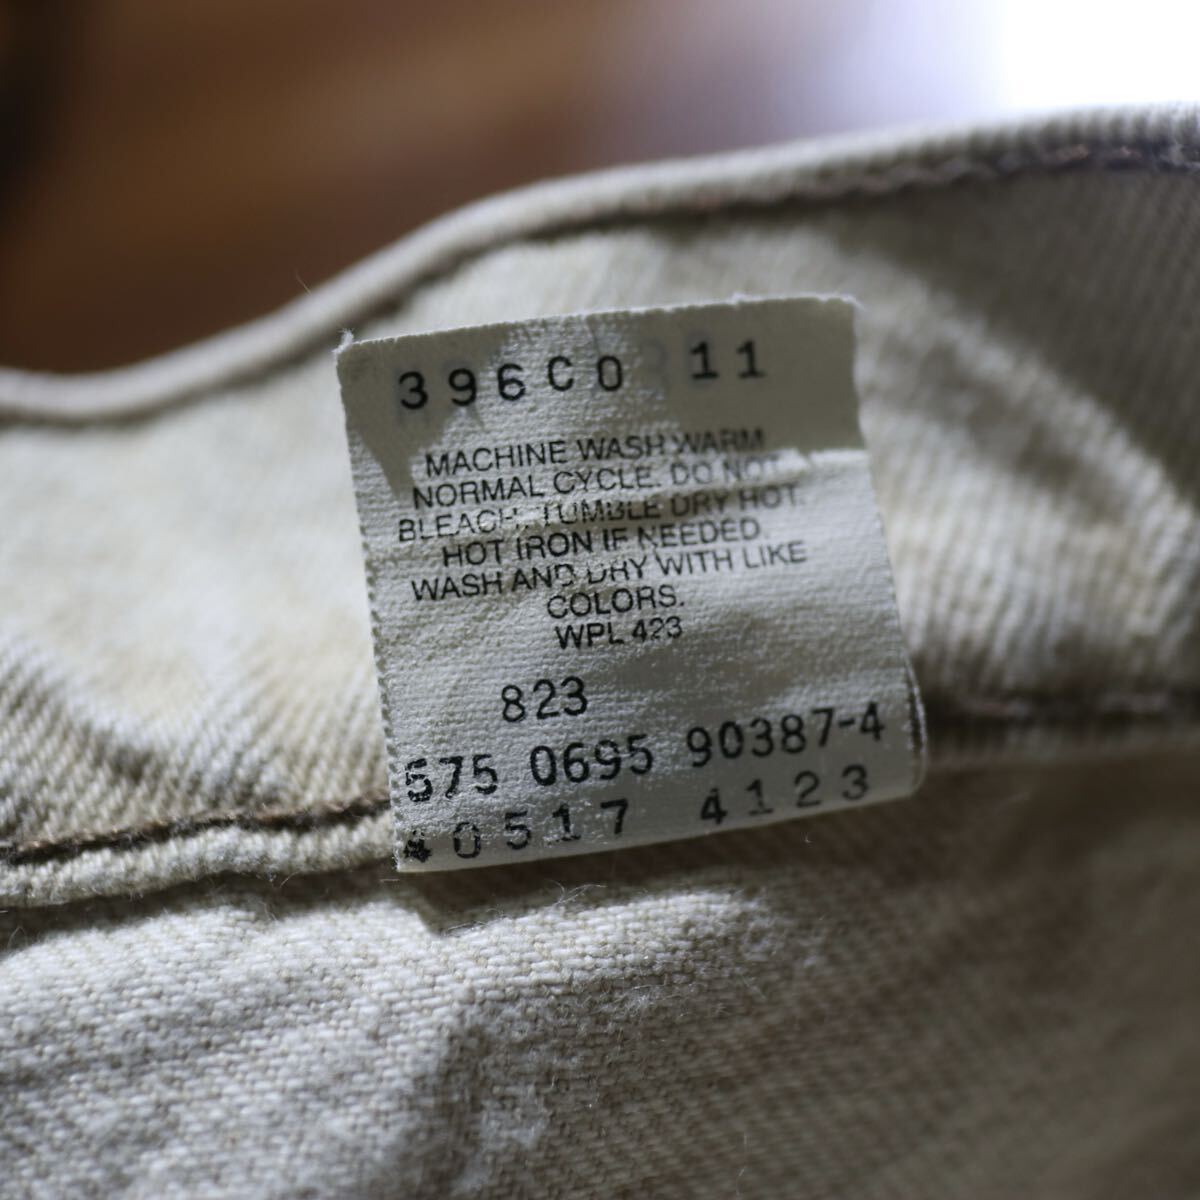 396C0 11
MACHINE WASH WARM
NORMAL CYCLE. DO NOT
BLEACH. TUMBLE DRY HOT.
HOT IRON IF NEEDED.
WASH AND DRY WITH LIKE
COLORS.
WPL 423
823
575 0695 90387-4
40517 4123